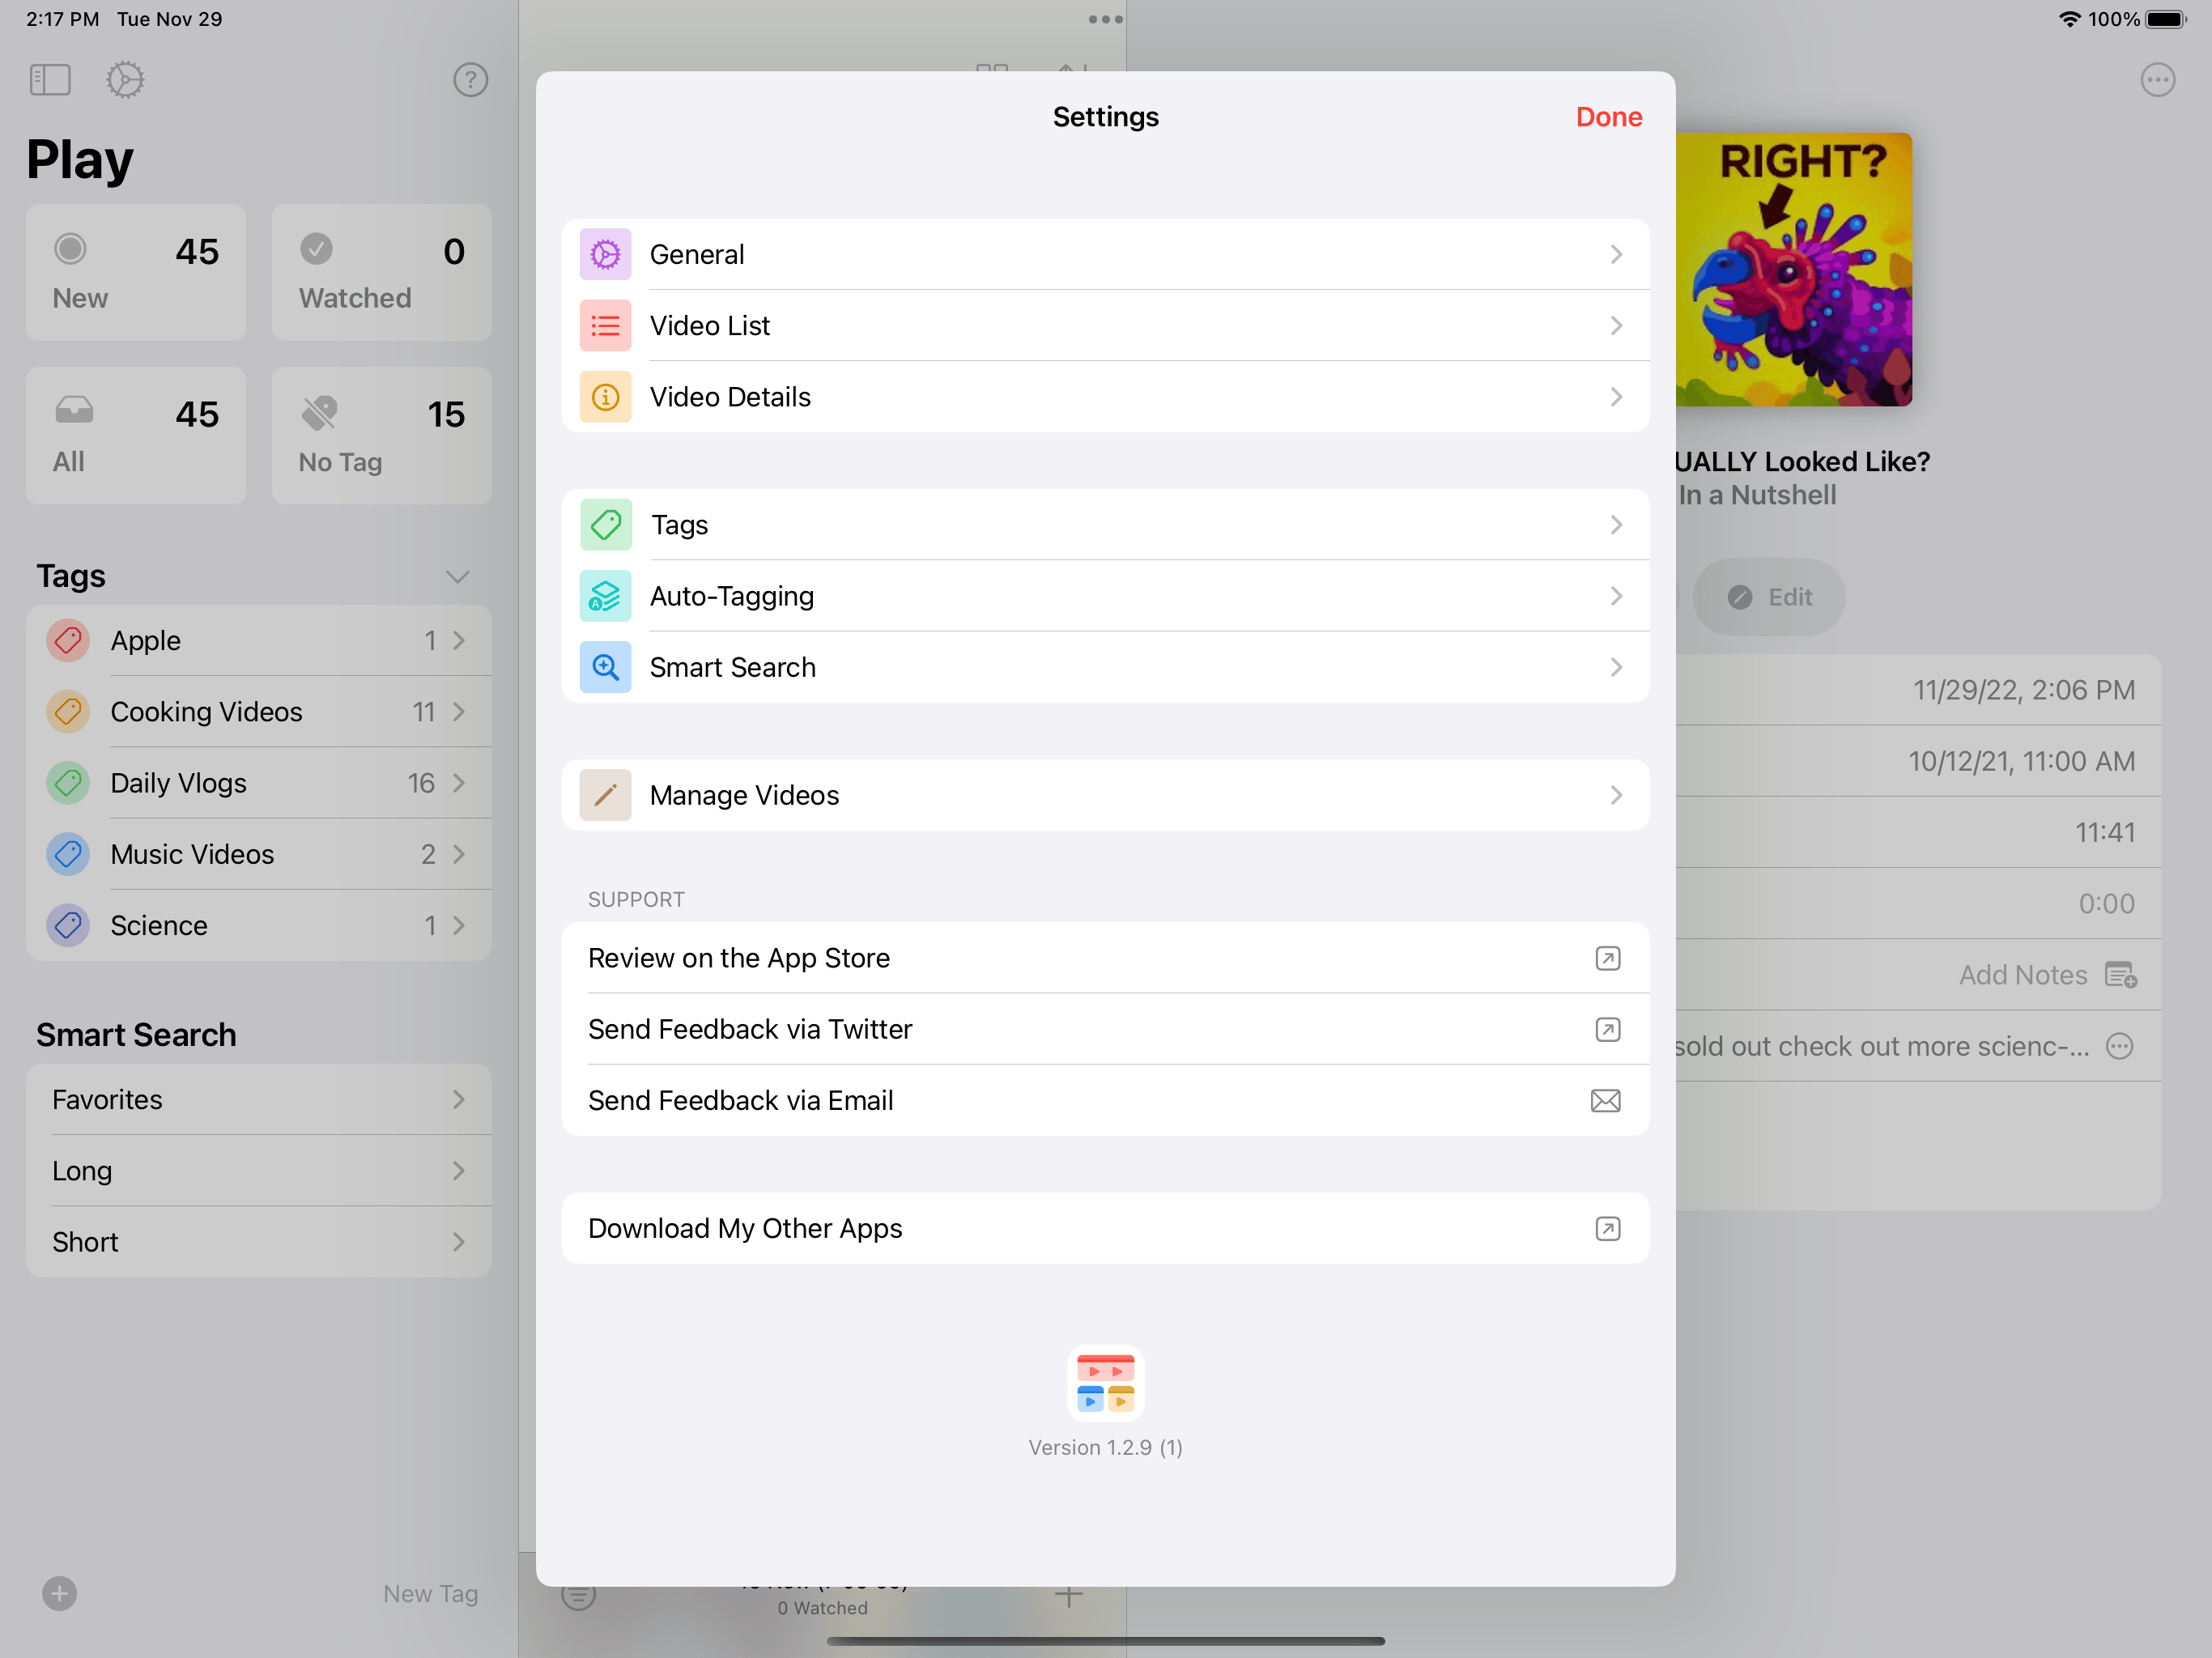 2:17 PM Tue Nov 29
100%
Play
45
New
0
Watched
45
All
15
No Tag
Tags
Apple 1
Cooking Videos 11
Daily Vlogs 16
Music Videos 2
Science 1
Smart Search
Favorites
Long
Short
New Tag
Settings
Done
General
Video List
Video Details
Tags
Auto-Tagging
Smart Search
Manage Videos
SUPPORT
Review on the App Store
Send Feedback via Twitter
Send Feedback via Email
Download My Other Apps
Version 1.2.9 (1)
0 Watched
RIGHT?
UALLY Looked Like?
In a Nutshell
Edit
11/29/22, 2:06 PM
10/12/21, 11:00 AM
11:41
0:00
Add Notes
sold out check out more scienc-...